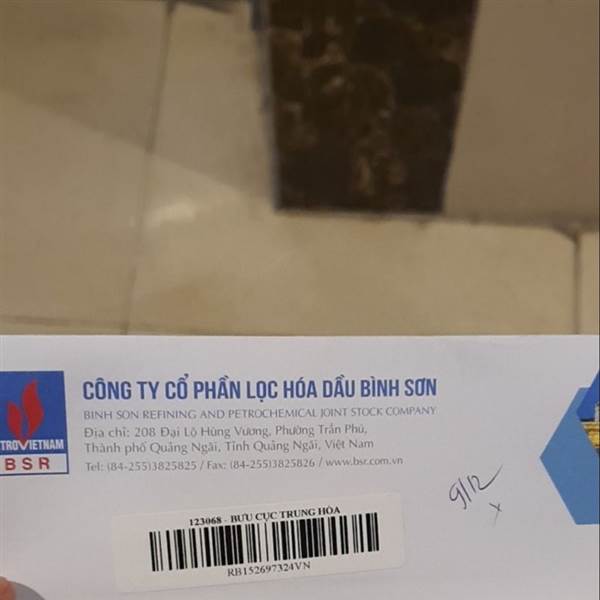 CÔNG TY CỔ PHẦN LỌC HÓA DẦU BÌNH SƠN
BINH SON REFINING AND PETROCHEMICAL JOINT STOCK COMPANY
Địa chỉ: 208 Đại Lộ Hùng Vương, Phường Trần Phú,
Thành phố Quảng Ngãi, Tỉnh Quảng Ngãi, Việt Nam
Tel: (84-255)3825825 / Fax: (84-255)3825826 / www.bsr.com.vn
TROVIETNAM
BSR
9/12
x
123068 - BƯU CỤC TRUNG HÒA
RB152697324VN